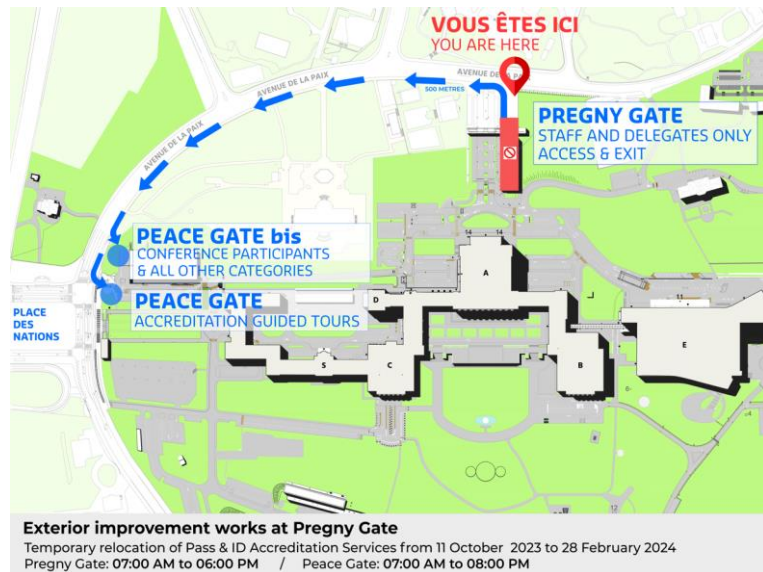 VOUS ÊTES ICI
YOU ARE HERE
AVENUE DE LA PAIX
AVENUE DE LA PAIX
500 METRES
AVENUE DE LA PAIX
PREGNY GATE
STAFF AND DELEGATES ONLY
ACCESS & EXIT
PEACE GATE bis
CONFERENCE PARTICIPANTS
& ALL OTHER CATEGORIES
PEACE GATE
ACCREDITATION GUIDED TOURS
PLACE
DES
NATIONS
14
14
A
D
S
C
B
E
11
12
Exterior improvement works at Pregny Gate
Temporary relocation of Pass & ID Accreditation Services from 11 October 2023 to 28 February 2024
Pregny Gate: 07:00 AM to 06:00 PM / Peace Gate: 07:00 AM to 08:00 PM